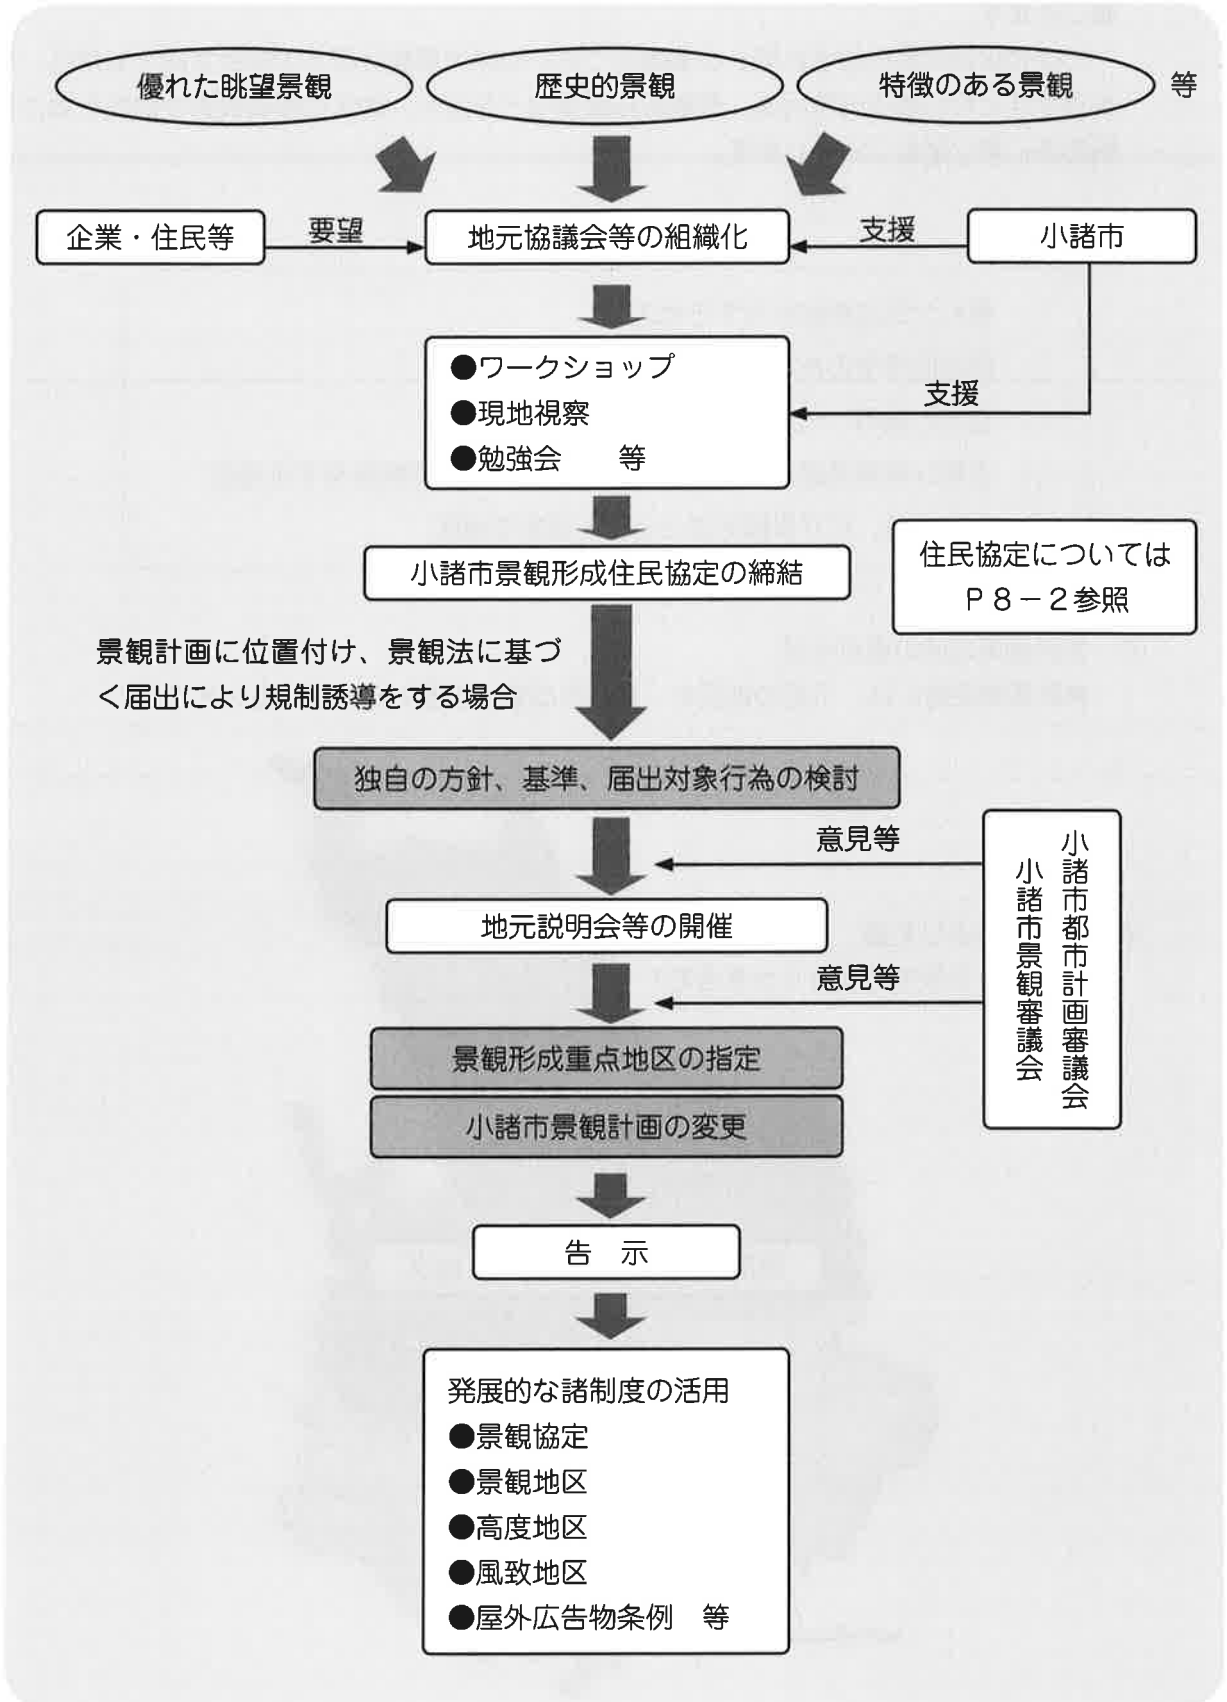 優れた眺望景観
歴史的景観
特徴のある景観
等
企業・住民等
要望
地元協議会等の組織化
支援
小諸市
●ワークショップ
●現地視察
●勉強会　　等
支援
小諸市景観形成住民協定の締結
住民協定については
P８－２参照
景観計画に位置付け、景観法に基づ
く届出により規制誘導をする場合
独自の方針、基準、届出対象行為の検討
意見等
小諸市都市計画審議会
小諸市景観審議会
地元説明会等の開催
意見等
景観形成重点地区の指定
小諸市景観計画の変更
告　示
発展的な諸制度の活用
●景観協定
●景観地区
●高度地区
●風致地区
●屋外広告物条例　等